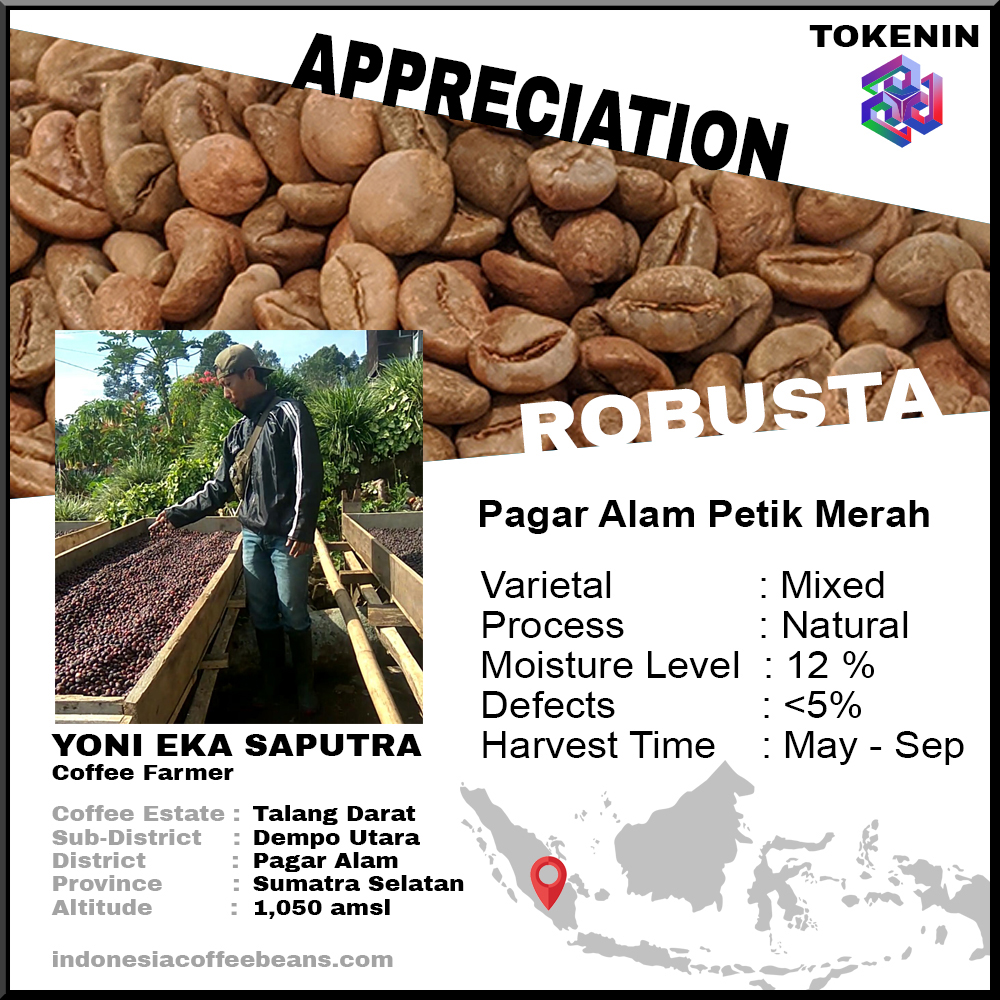 TOKENIN
APPRECIATION
ROBUSTA
Pagar Alam Petik Merah
Varietal : Mixed
Process : Natural
Moisture Level : 12 %
Defects : <5%
Harvest Time : May - Sep
YONI EKA SAPUTRA
Coffee Farmer
Coffee Estate : Talang Darat
Sub-District : Dempo Utara
District : Pagar Alam
Province : Sumatra Selatan
Altitude : 1,050 amsl
indonesiacoffeebeans.com